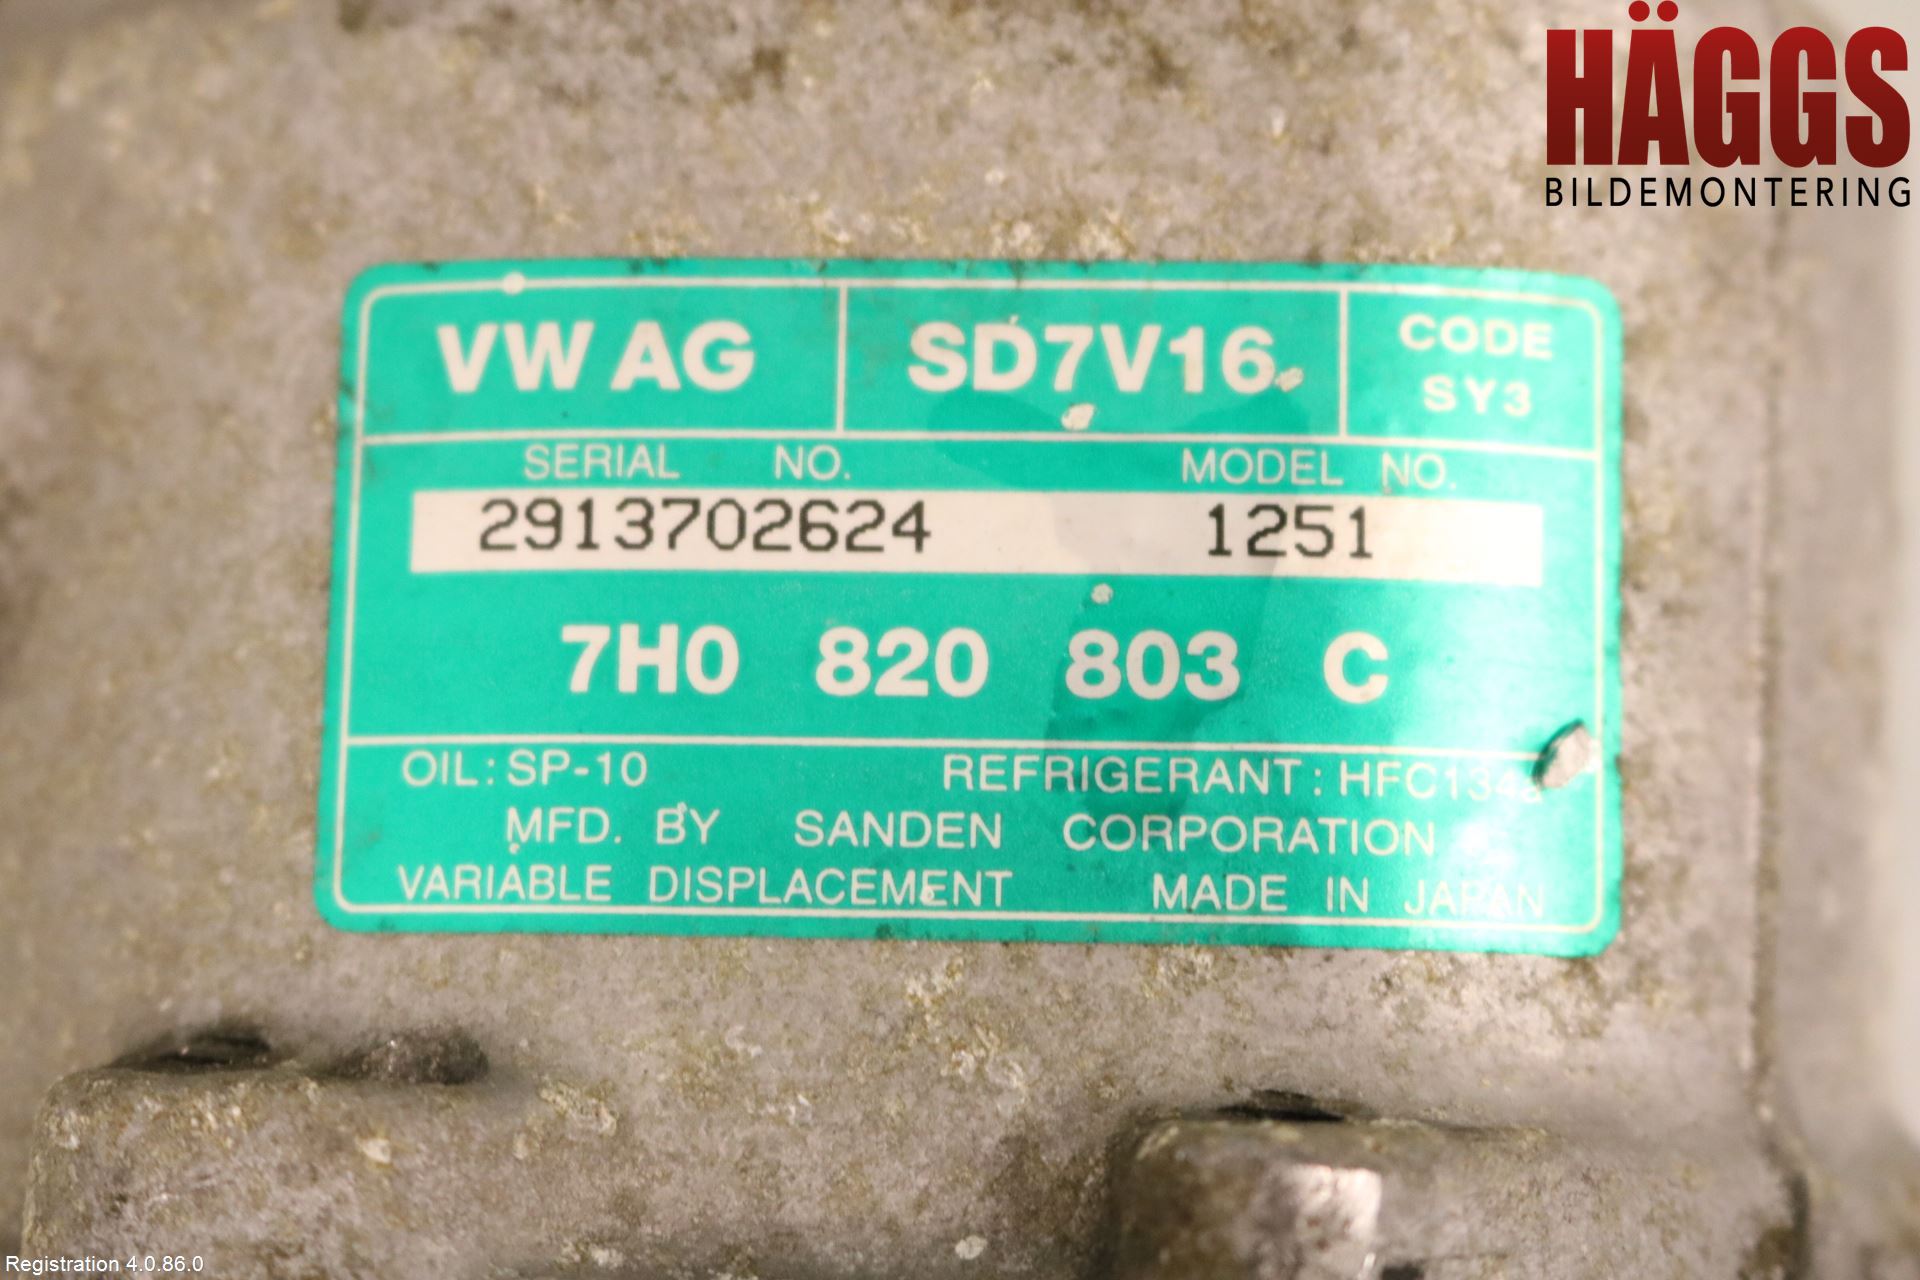 HÄGGS
BILDEMONTERING
VW AG SD7V16 CODE SY3
SERIAL NO. MODEL NO.
2913702624 1251
7H0 820 803 C
OIL: SP-10 REFRIGERANT: HFC134a
MFD. BY SANDEN CORPORATION
VARIABLE DISPLACEMENT MADE IN JAPAN
Registration 4.0.86.0